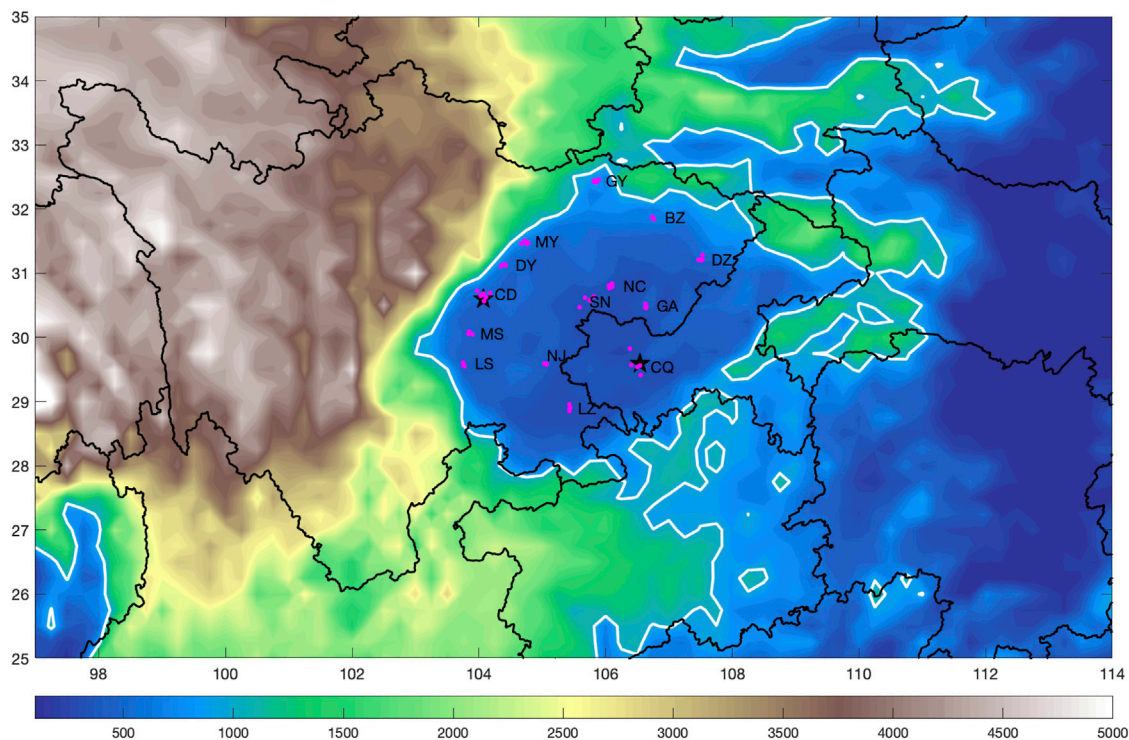 35
34
33
32
31
30
29
28
27
26
25
GY
BZ
MY
DZ
DY
NC
CD
SN
GA
MS
NJ
LS
CQ
LZ
98 100 102 104 106 108 110 112 114
500 1000 1500 2000 2500 3000 3500 4000 4500 5000